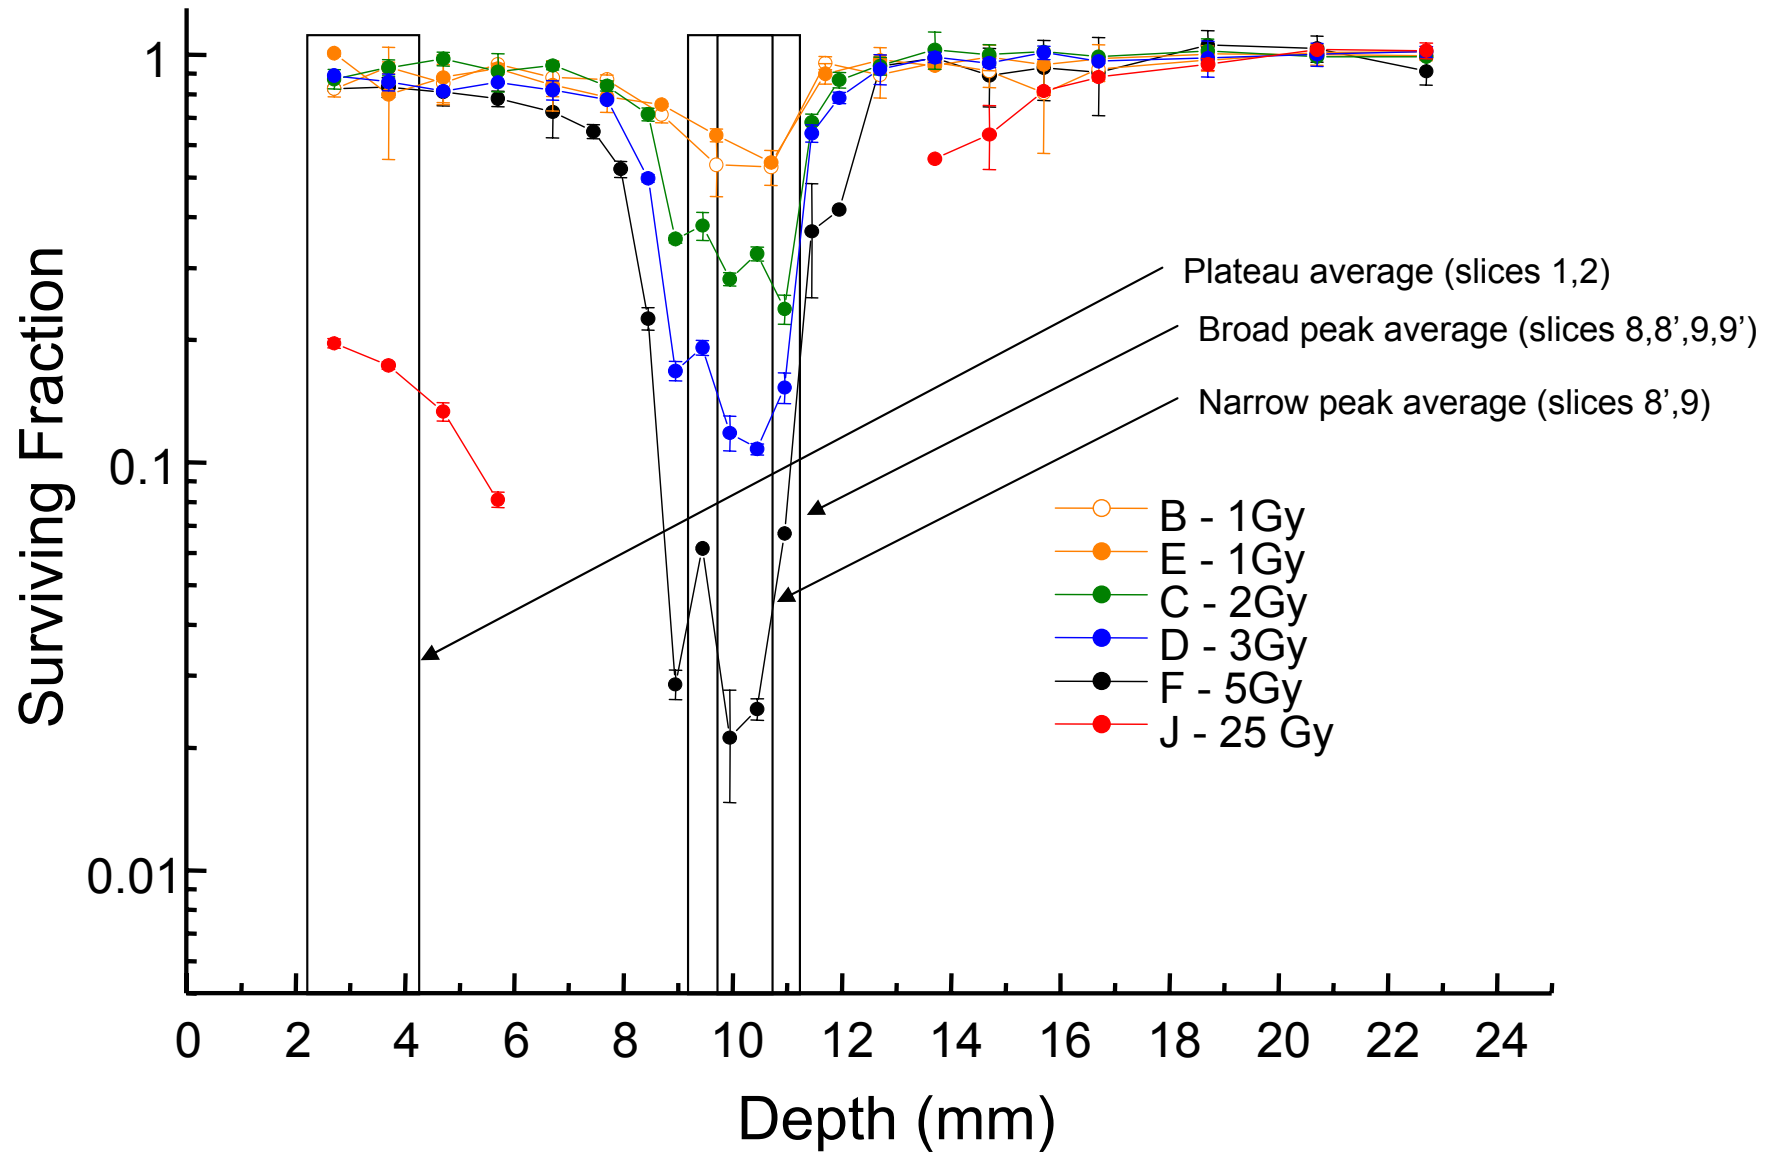 Surviving Fraction
1
0.1
0.01
Plateau average (slices 1,2)
Broad peak average (slices 8,8’,9,9’)
Narrow peak average (slices 8’,9)
B - 1Gy
E - 1Gy
C - 2Gy
D - 3Gy
F - 5Gy
J - 25 Gy
0 2 4 6 8 10 12 14 16 18 20 22 24
Depth (mm)